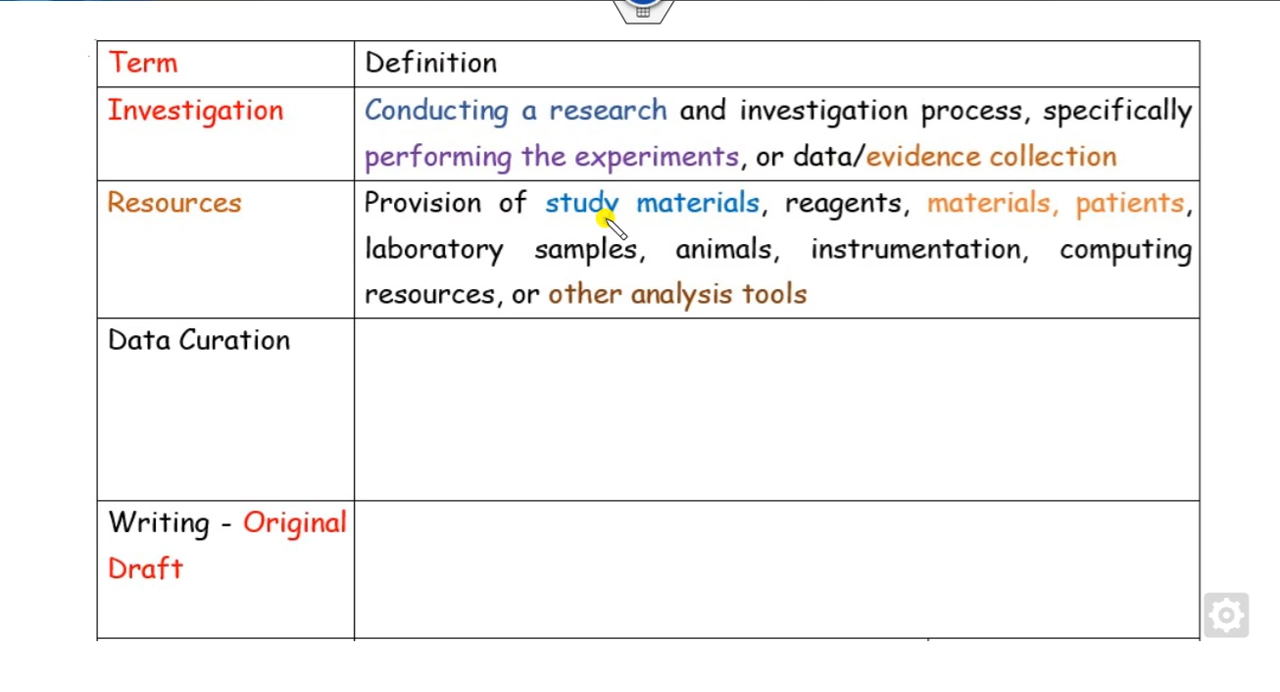 Term
Definition
Investigation
Conducting a research and investigation process, specifically
performing the experiments, or data/evidence collection
Resources
Provision of study materials, reagents, materials, patients,
laboratory samples, animals, instrumentation, computing
resources, or other analysis tools
Data Curation
Writing - Original
Draft